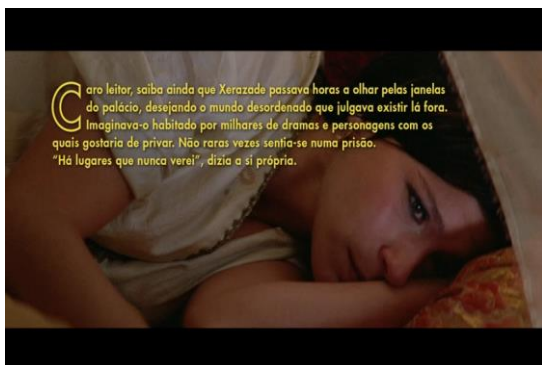 Caro leitor, saiba ainda que Xerazade passava horas a olhar pelas janelas
do palácio, desejando o mundo desordenado que julgava existir lá fora.
Imaginava-o habitado por milhares de dramas e personagens com os
quais gostaria de privar. Não raras vezes sentia-se numa prisão.
“Há lugares que nunca verei”, dizia a si própria.